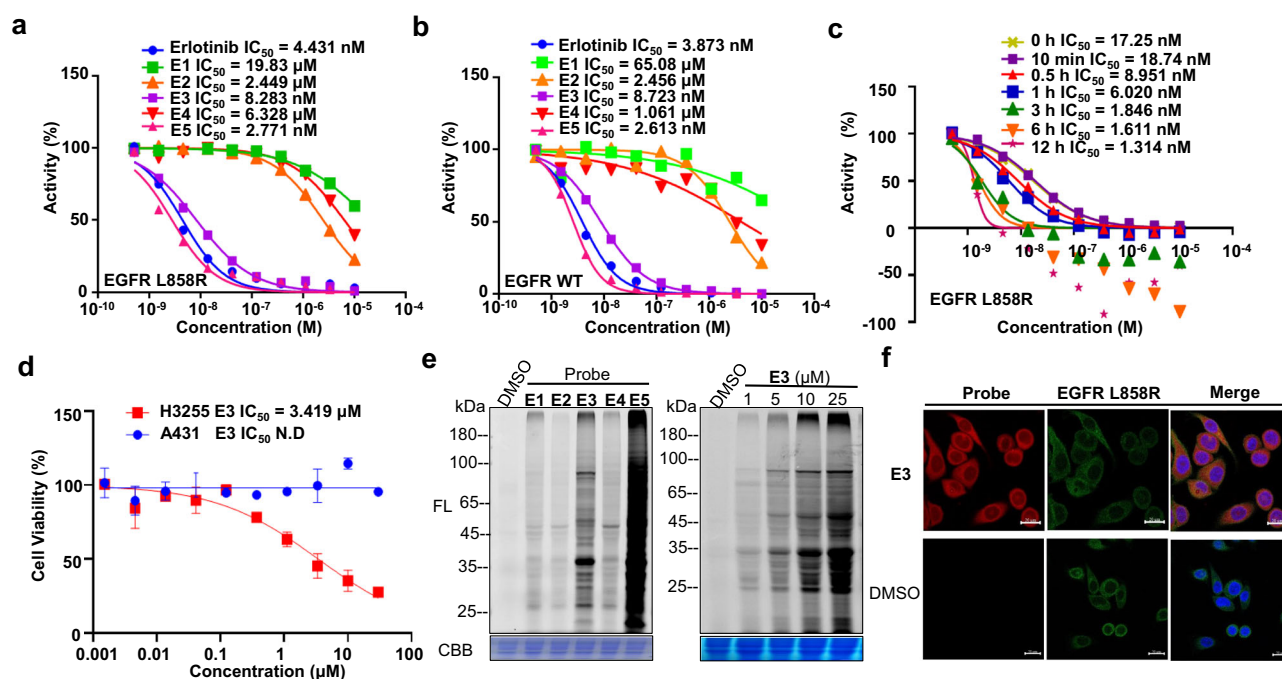 a
Erlotinib IC50 = 4.431 nM
E1 IC50 = 19.83 µM
E2 IC50 = 2.449 µM
E3 IC50 = 8.283 nM
E4 IC50 = 6.328 µM
E5 IC50 = 2.771 nM
Activity (%)
150
100
50
0
EGFR L858R
10-10 10-9 10-8 10-7 10-6 10-5 10-4
Concentration (M)
b
Erlotinib IC50 = 3.873 nM
E1 IC50 = 65.08 µM
E2 IC50 = 2.456 µM
E3 IC50 = 8.723 nM
E4 IC50 = 1.061 µM
E5 IC50 = 2.613 nM
Activity (%)
150
100
50
0
EGFR WT
10-10 10-9 10-8 10-7 10-6 10-5 10-4
Concentration (M)
c
0 h IC50 = 17.25 nM
10 min IC50 = 18.74 nM
0.5 h IC50 = 8.951 nM
1 h IC50 = 6.020 nM
3 h IC50 = 1.846 nM
6 h IC50 = 1.611 nM
12 h IC50 = 1.314 nM
Activity (%)
100
50
0
-50
-100
10-9 10-8 10-7 10-6 10-5 10-4
EGFR L858R
Concentration (M)
d
H3255 E3 IC50 = 3.419 µM
A431 E3 IC50 N.D
Cell Viability (%)
150
100
50
0
0.001 0.01 0.1 1 10 100
Concentration (µM)
e
DMSO
Probe
E1 E2 E3 E4 E5
kDa
180--
100--
65--
FL
45--
35--
25--
CBB
DMSO
E3 (µM)
1 5 10 25
kDa
180--
100--
65--
45--
35--
25--
f
Probe EGFR L858R Merge
E3
DMSO